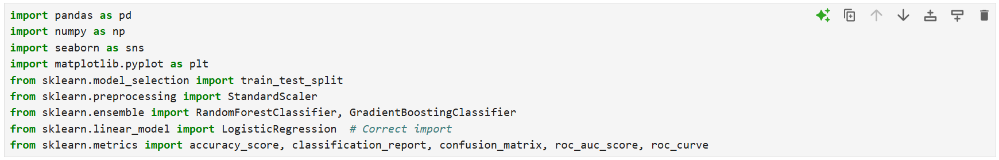 import pandas as pd
import numpy as np
import seaborn as sns
import matplotlib.pyplot as plt
from sklearn.model_selection import train_test_split
from sklearn.preprocessing import StandardScaler
from sklearn.ensemble import RandomForestClassifier, GradientBoostingClassifier
from sklearn.linear_model import LogisticRegression  # Correct import
from sklearn.metrics import accuracy_score, classification_report, confusion_matrix, roc_auc_score, roc_curve